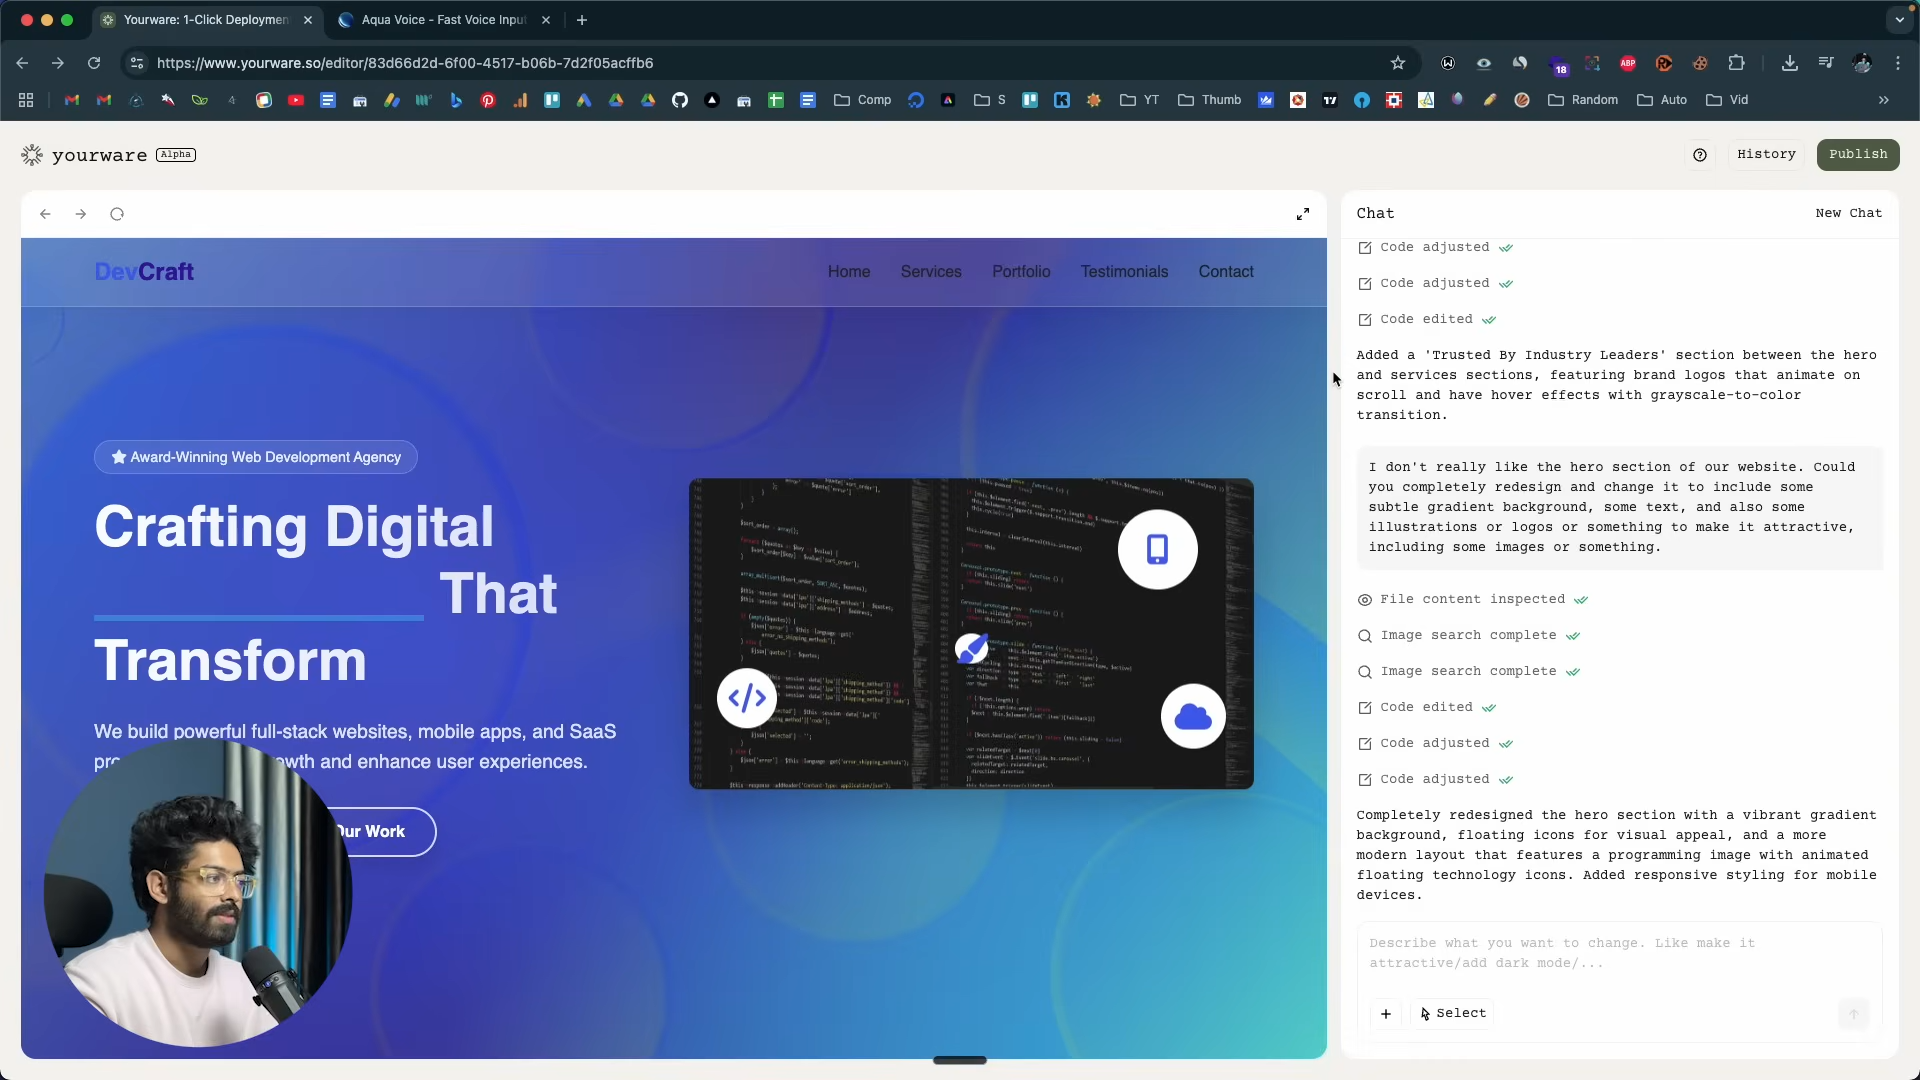 Yourware: 1-Click Deploymen
Aqua Voice - Fast Voice Input
https://www.yourware.so/editor/83d66d2d-6f00-4517-b06b-7d2f05acffb6
18
ABP
Comp
S
YT
Thumb
Random
Auto
Vid
yourware
Alpha
History
Publish
DevCraft
Home
Services
Portfolio
Testimonials
Contact
Award-Winning Web Development Agency
Crafting Digital
That
Transform
We build powerful full-stack websites, mobile apps, and SaaS
and enhance user experiences.
Our Work
Chat
New Chat
Code adjusted
Code adjusted
Code edited
Added a 'Trusted By Industry Leaders' section between the hero
and services sections, featuring brand logos that animate on
scroll and have hover effects with grayscale-to-color
transition.
I don't really like the hero section of our website. Could
you completely redesign and change it to include some
subtle gradient background, some text, and also some
illustrations or logos or something to make it attractive,
including some images or something.
File content inspected
Image search complete
Image search complete
Code edited
Code adjusted
Code adjusted
Completely redesigned the hero section with a vibrant gradient
background, floating icons for visual appeal, and a more
modern layout that features a programming image with animated
floating technology icons. Added responsive styling for mobile
devices.
Describe what you want to change. Like make it
attractive/add dark mode/...
Select